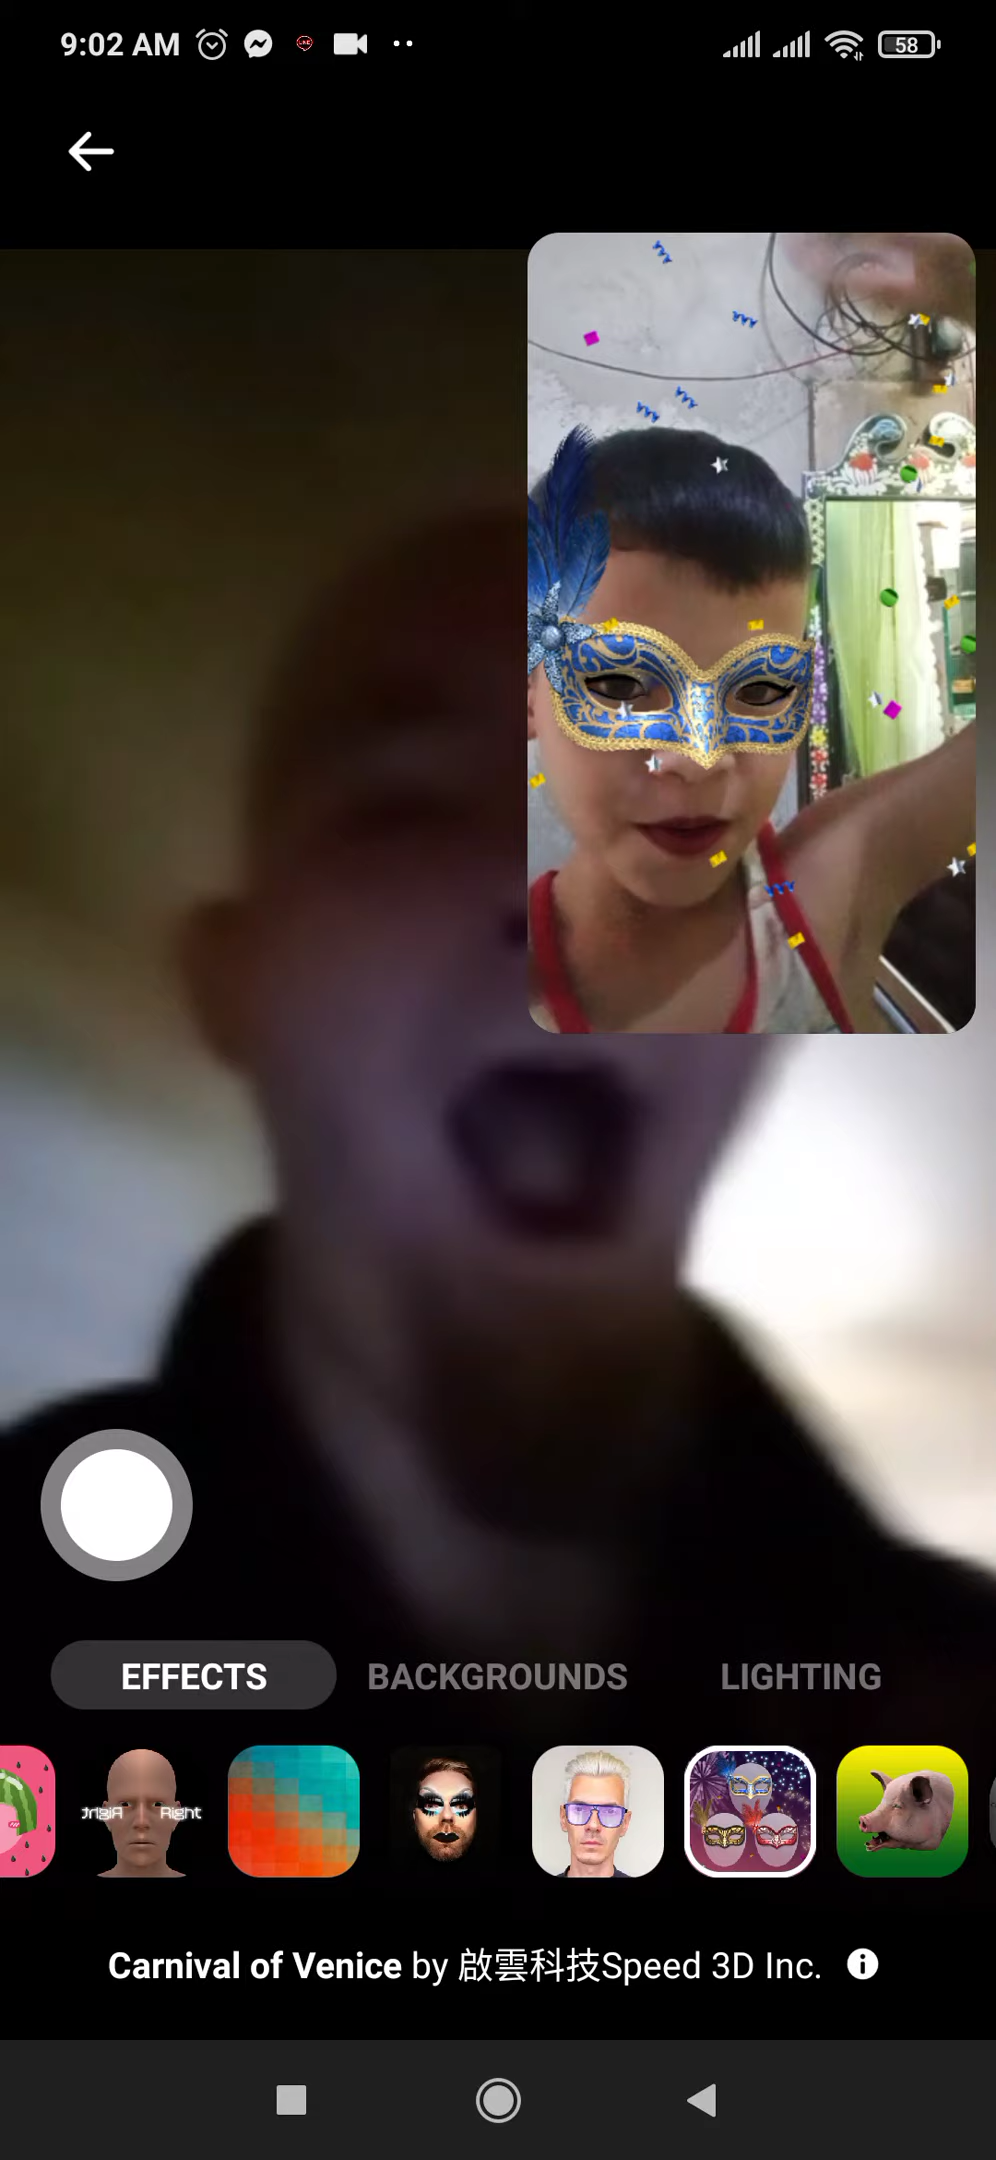 9:02 AM
58
EFFECTS
BACKGROUNDS
LIGHTING
Right Right
Carnival of Venice by 啟雲科技Speed 3D Inc.